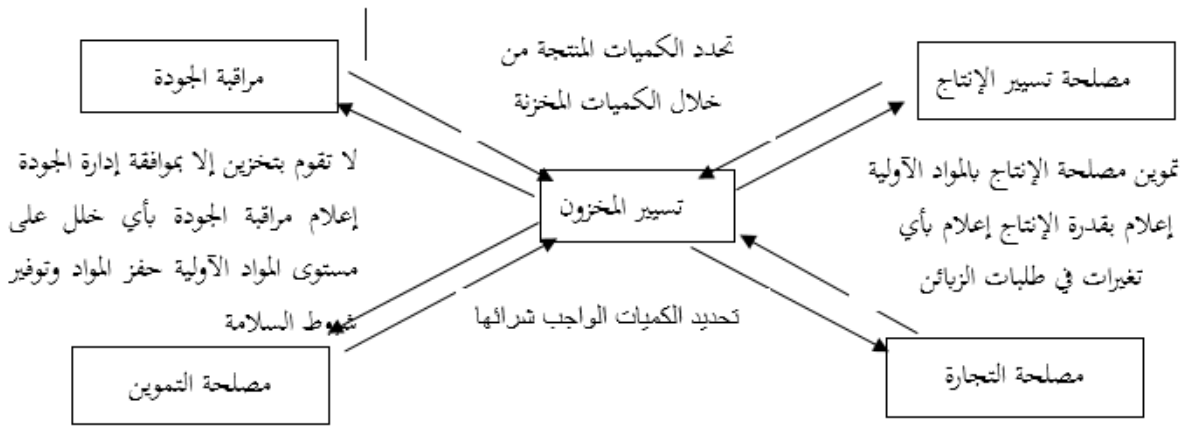 تحدد الكميات المنتجة من
خلال الكميات المخزنة
مصلحة تسيير الإنتاج
مراقبة الجودة
تموين مصلحة الإنتاج بالمواد الآولية
إعلام بقدرة الإنتاج إعلام بأي
تغيرات في طلبات الزبائن
لا تقوم بتخزين إلا بموافقة إدارة الجودة
إعلام مراقبة الجودة بأي خلل على
مستوى المواد الآولية حفز المواد وتوفير
شروط السلامة
تسيير المخزون
تحديد الكميات الواجب شرائها
مصلحة التجارة
مصلحة التموين